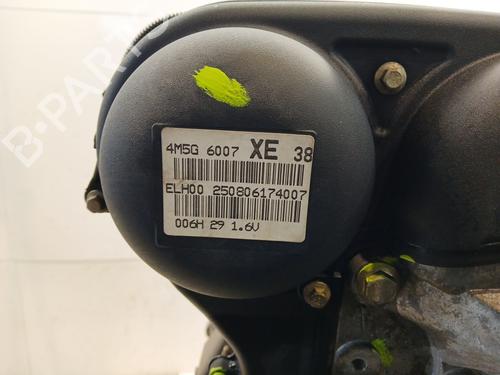 B-PARTS
4M5G 6007 XE 38
ELH00 250806174007
006H 29 1.6V